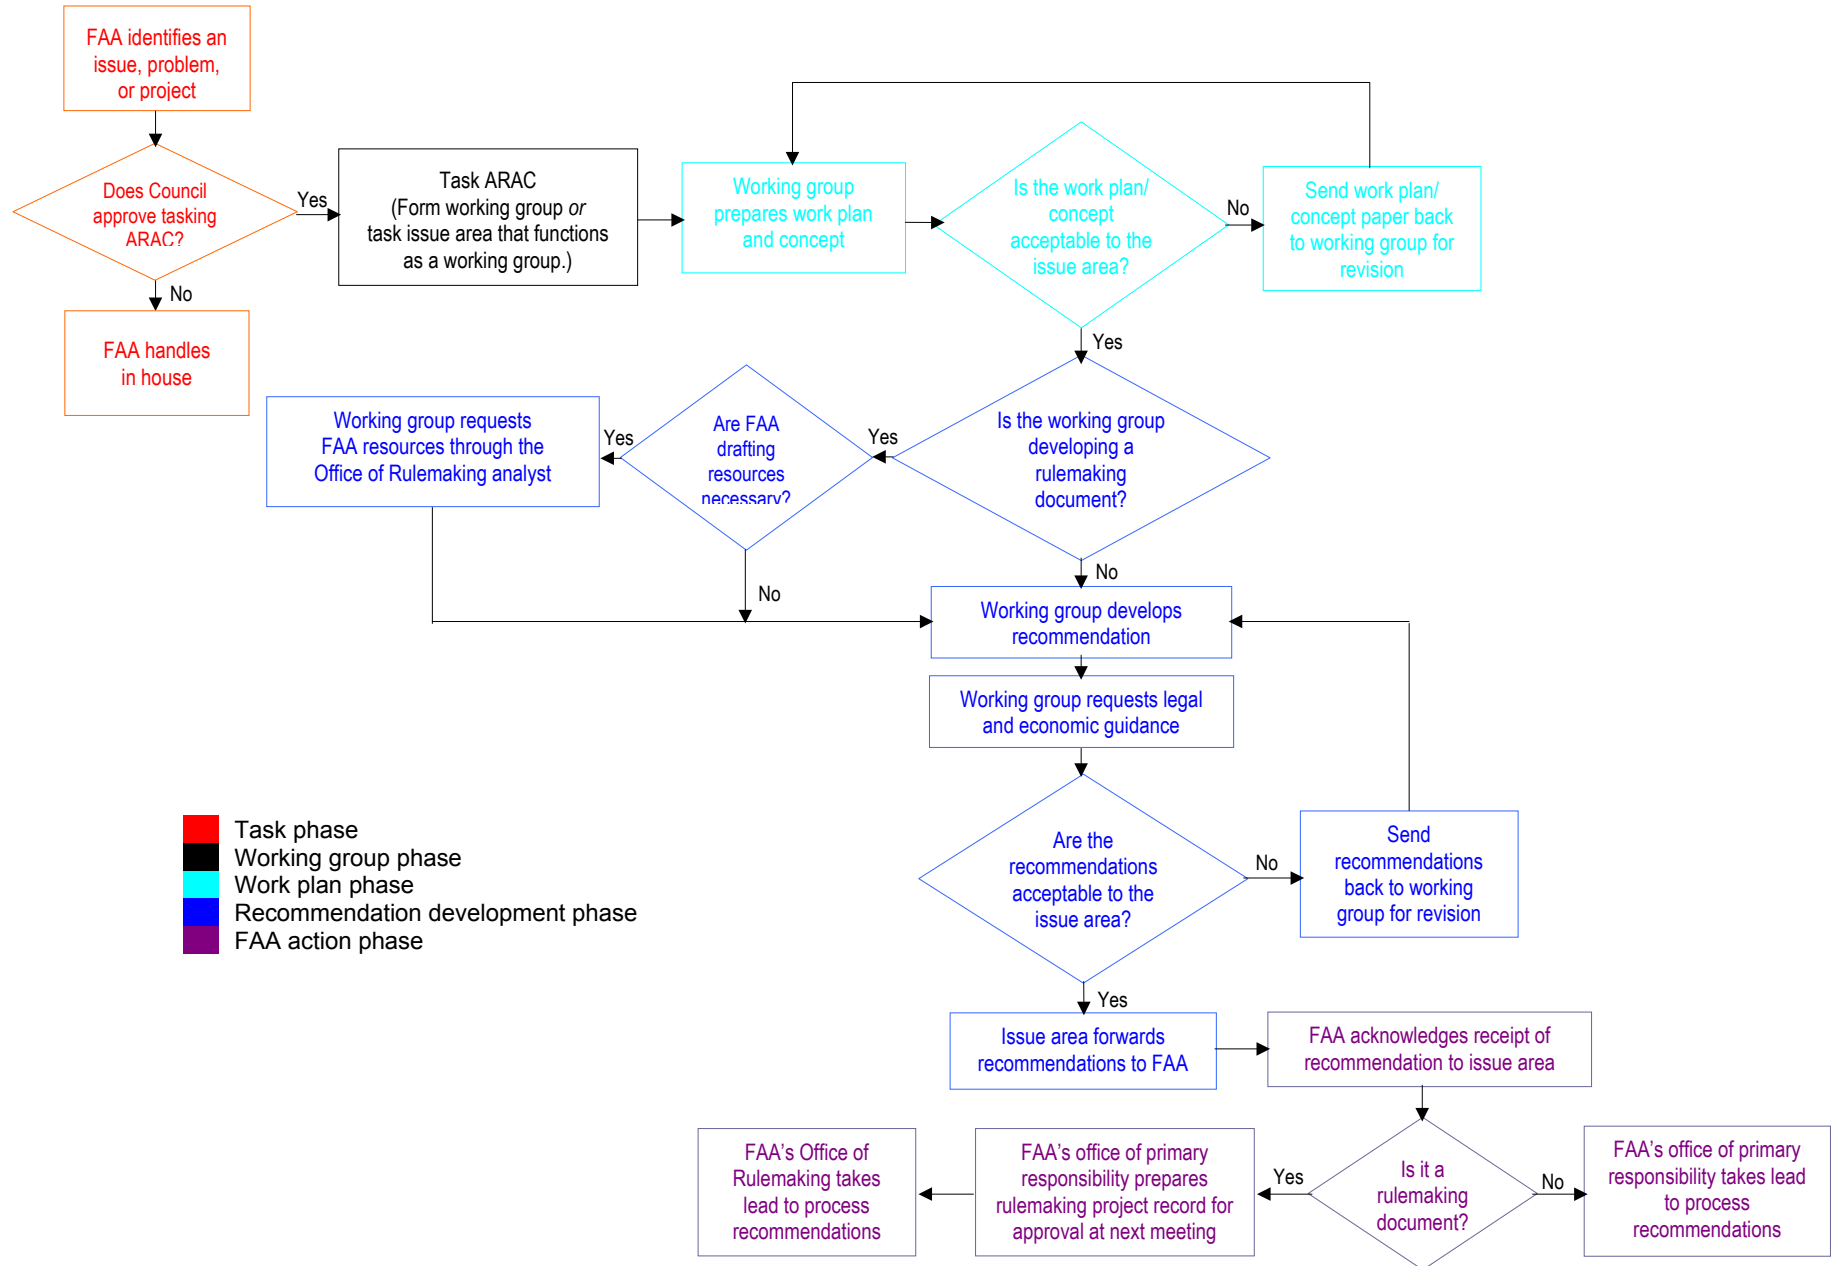 FAA identifies an
issue, problem,
or project
Does Council
approve tasking
ARAC?
Yes
No
FAA handles
in house
Task ARAC
(Form working group or
task issue area that functions
as a working group.)
Working group
prepares work plan
and concept
Is the work plan/
concept
acceptable to the
issue area?
No
Send work plan/
concept paper back
to working group for
revision
Yes
Is the working group
developing a
rulemaking
document?
Yes
Are FAA
drafting
resources
necessary?
Yes
Working group requests
FAA resources through the
Office of Rulemaking analyst
No
No
Working group develops
recommendation
Working group requests legal
and economic guidance
Are the
recommendations
acceptable to the
issue area?
No
Send
recommendations
back to working
group for revision
Yes
Issue area forwards
recommendations to FAA
FAA acknowledges receipt of
recommendation to issue area
Is it a
rulemaking
document?
Yes
No
FAA's office of primary
responsibility takes lead
to process
recommendations
FAA's office of primary
responsibility prepares
rulemaking project record for
approval at next meeting
FAA's Office of
Rulemaking takes
lead to process
recommendations
Task phase
Working group phase
Work plan phase
Recommendation development phase
FAA action phase